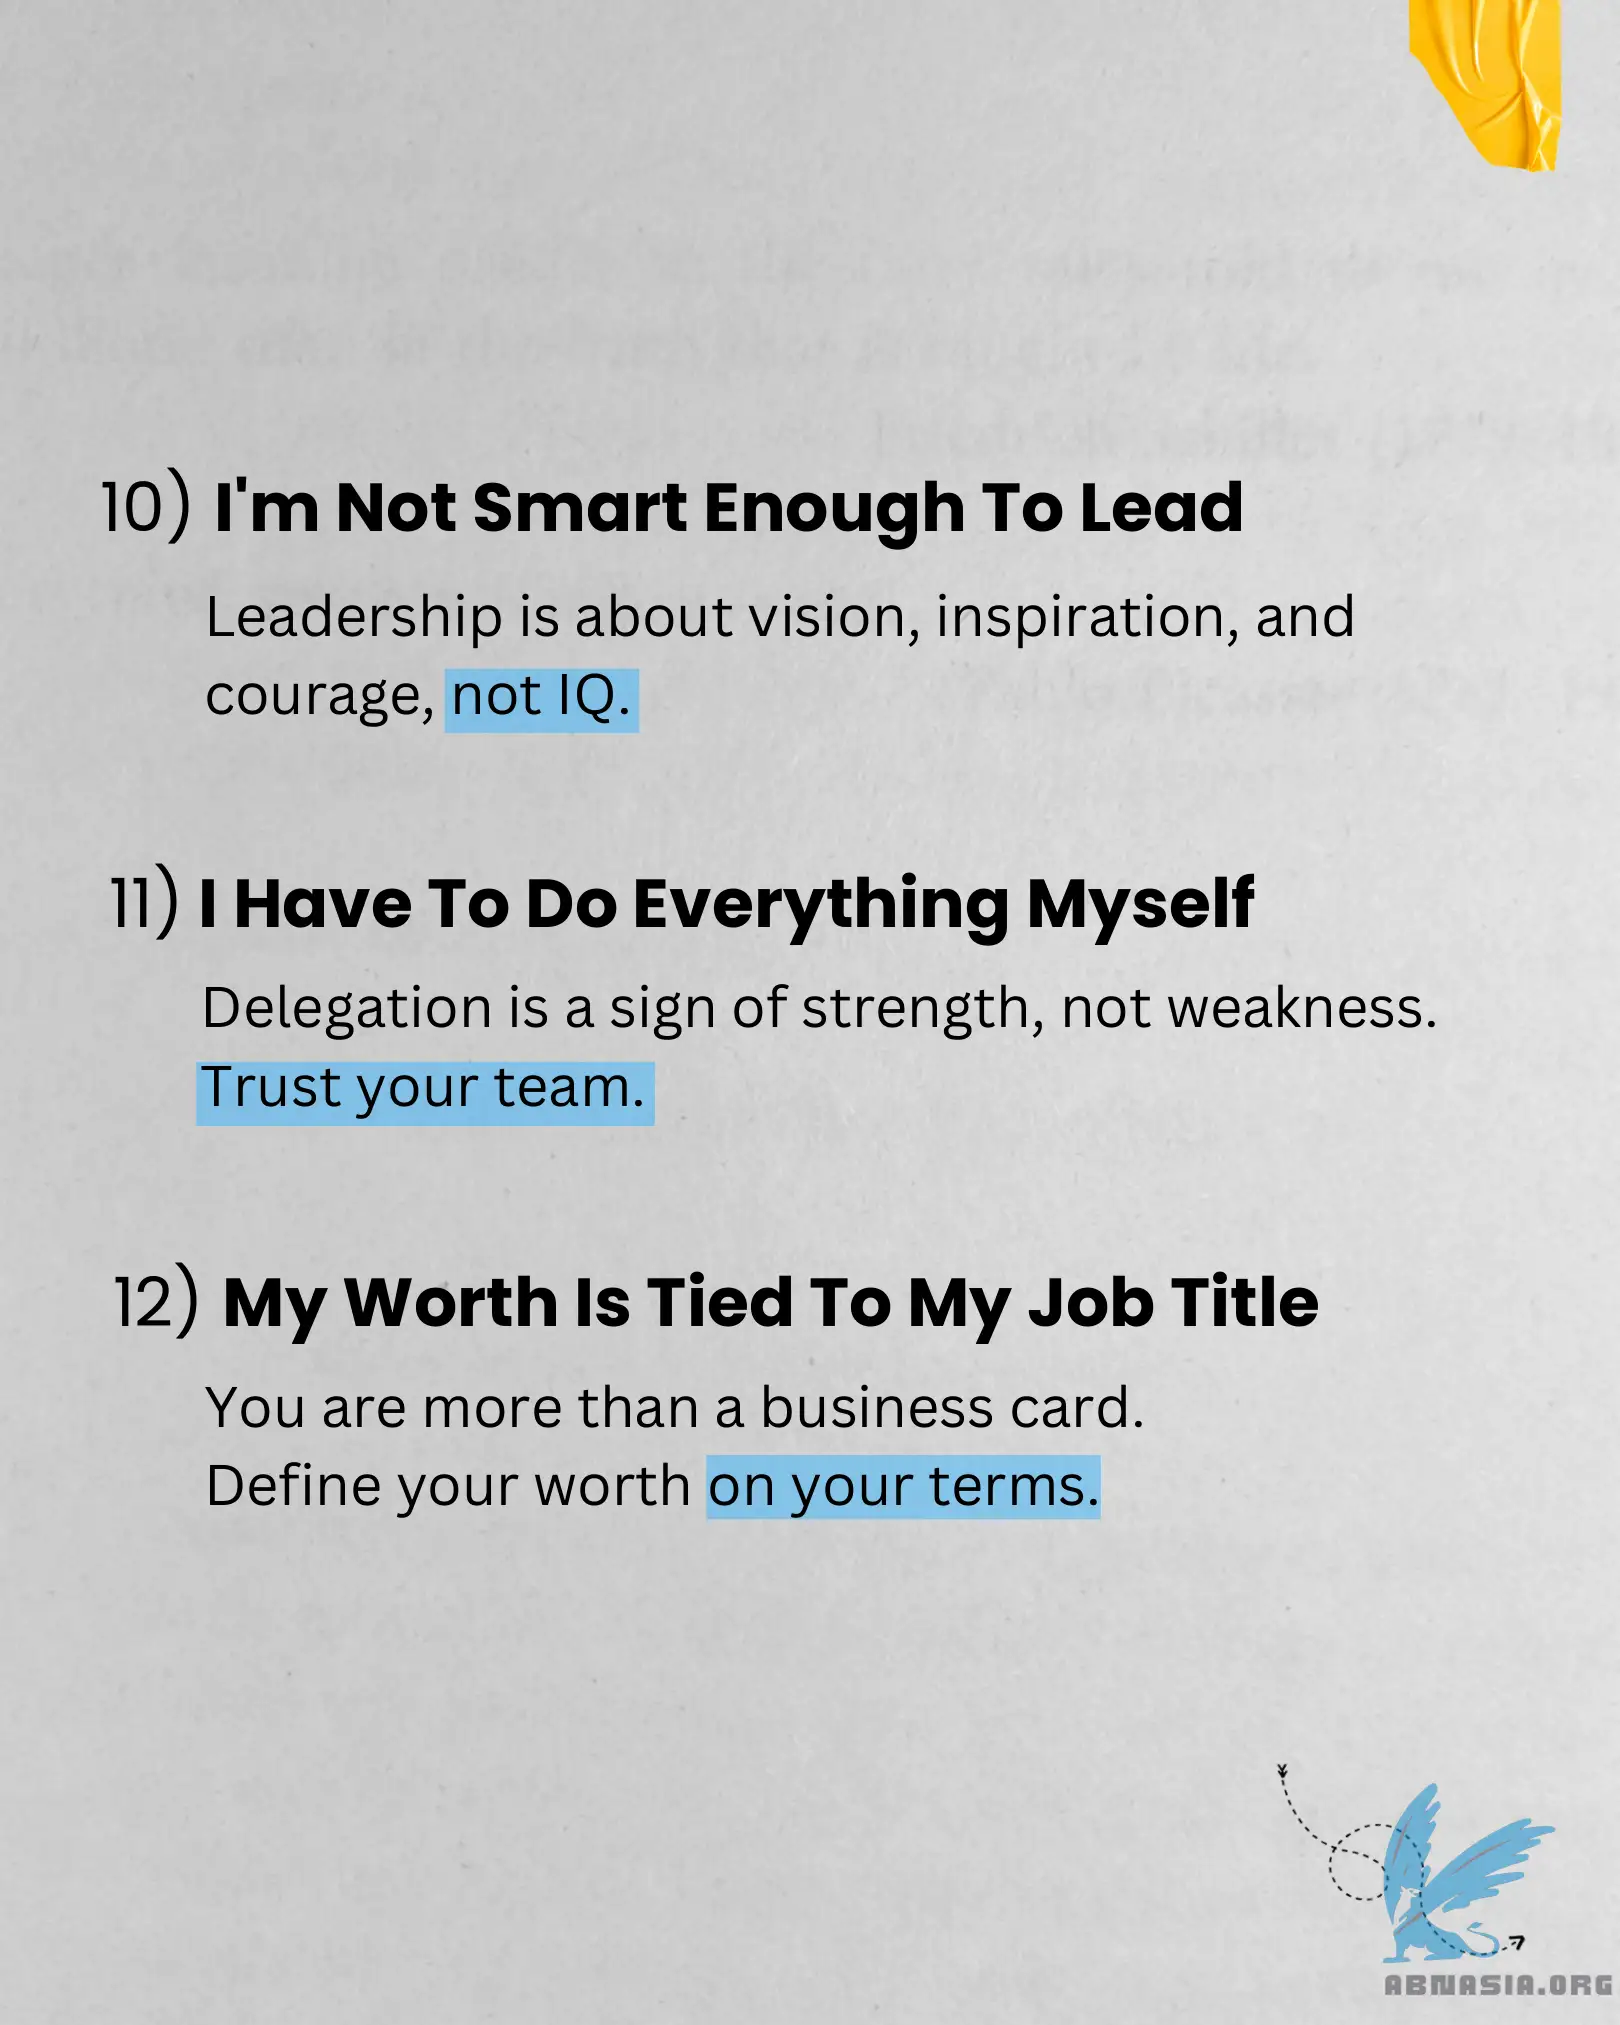 10) I'm Not Smart Enough To Lead
Leadership is about vision, inspiration, and
courage, not IQ.
11) I Have To Do Everything Myself
Delegation is a sign of strength, not weakness.
Trust your team.
12) My Worth Is Tied To My Job Title
You are more than a business card.
Define your worth on your terms.
ABNASIA.ORG